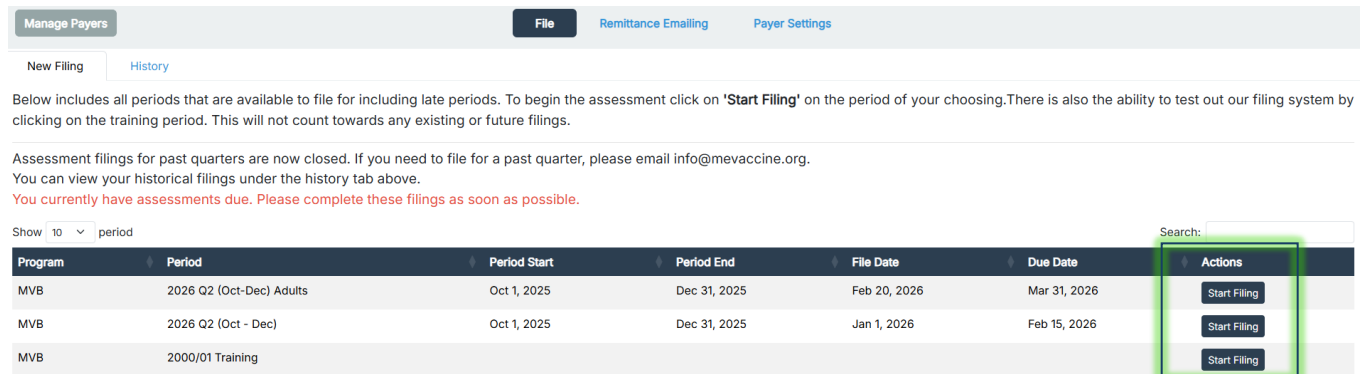 Manage Payers File Remittance Emailing Payer Settings
New Filing History
Below includes all periods that are available to file for including late periods. To begin the assessment click on 'Start Filing' on the period of your choosing.There is also the ability to test out our filing system by
clicking on the training period. This will not count towards any existing or future filings.
Assessment filings for past quarters are now closed. If you need to file for a past quarter, please email info@mevaccine.org.
You can view your historical filings under the history tab above.
You currently have assessments due. Please complete these filings as soon as possible.
Show 10 period Search:
Program Period Period Start Period End File Date Due Date Actions
MVB 2026 Q2 (Oct-Dec) Adults Oct 1, 2025 Dec 31, 2025 Feb 20, 2026 Mar 31, 2026 Start Filing
MVB 2026 Q2 (Oct - Dec) Oct 1, 2025 Dec 31, 2025 Jan 1, 2026 Feb 15, 2026 Start Filing
MVB 2000/01 Training Start Filing